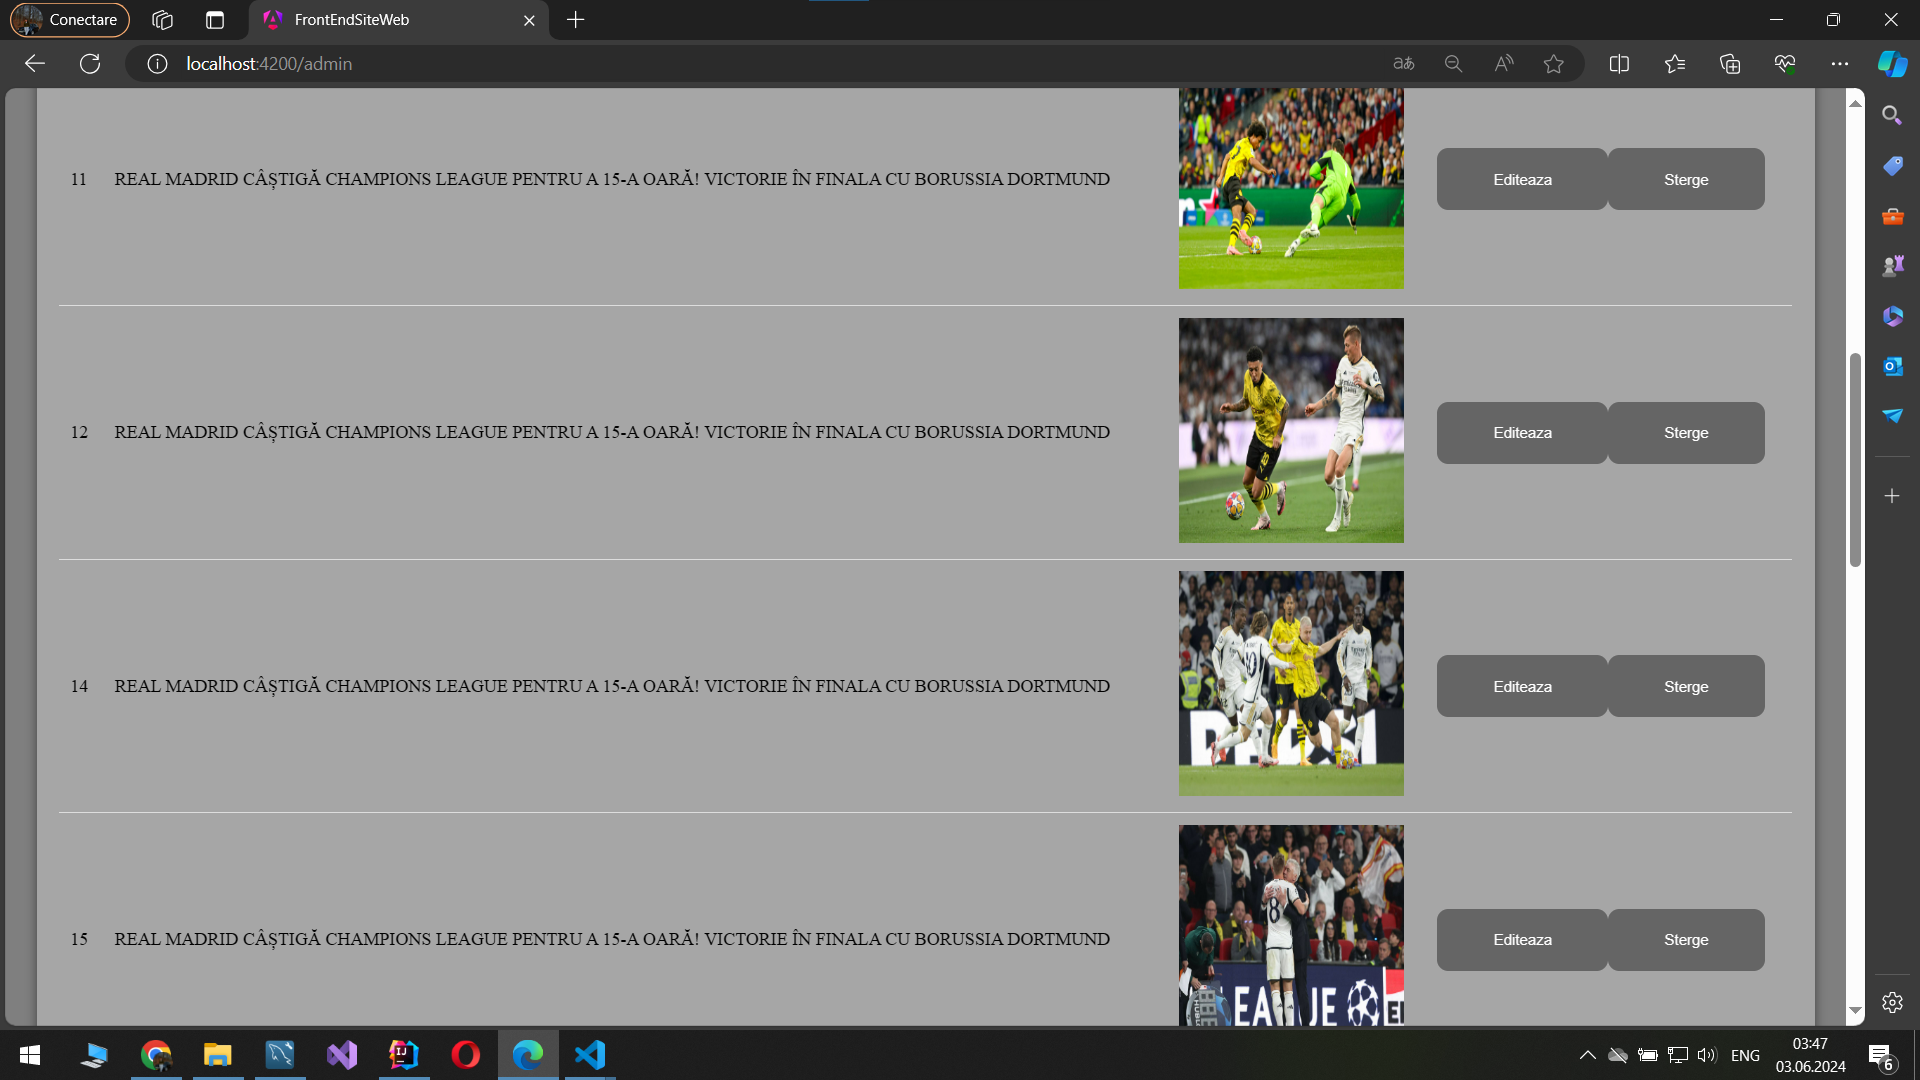 Conectare
FrontEndSiteWeb
localhost:4200/admin
11 REAL MADRID CÂȘTIGĂ CHAMPIONS LEAGUE PENTRU A 15-A OARĂ! VICTORIE ÎN FINALA CU BORUSSIA DORTMUND
Editeaza Sterge
12 REAL MADRID CÂȘTIGĂ CHAMPIONS LEAGUE PENTRU A 15-A OARĂ! VICTORIE ÎN FINALA CU BORUSSIA DORTMUND
Editeaza Sterge
14 REAL MADRID CÂȘTIGĂ CHAMPIONS LEAGUE PENTRU A 15-A OARĂ! VICTORIE ÎN FINALA CU BORUSSIA DORTMUND
Editeaza Sterge
15 REAL MADRID CÂȘTIGĂ CHAMPIONS LEAGUE PENTRU A 15-A OARĂ! VICTORIE ÎN FINALA CU BORUSSIA DORTMUND
8
Editeaza Sterge
ENG
03:47
03.06.2024
6